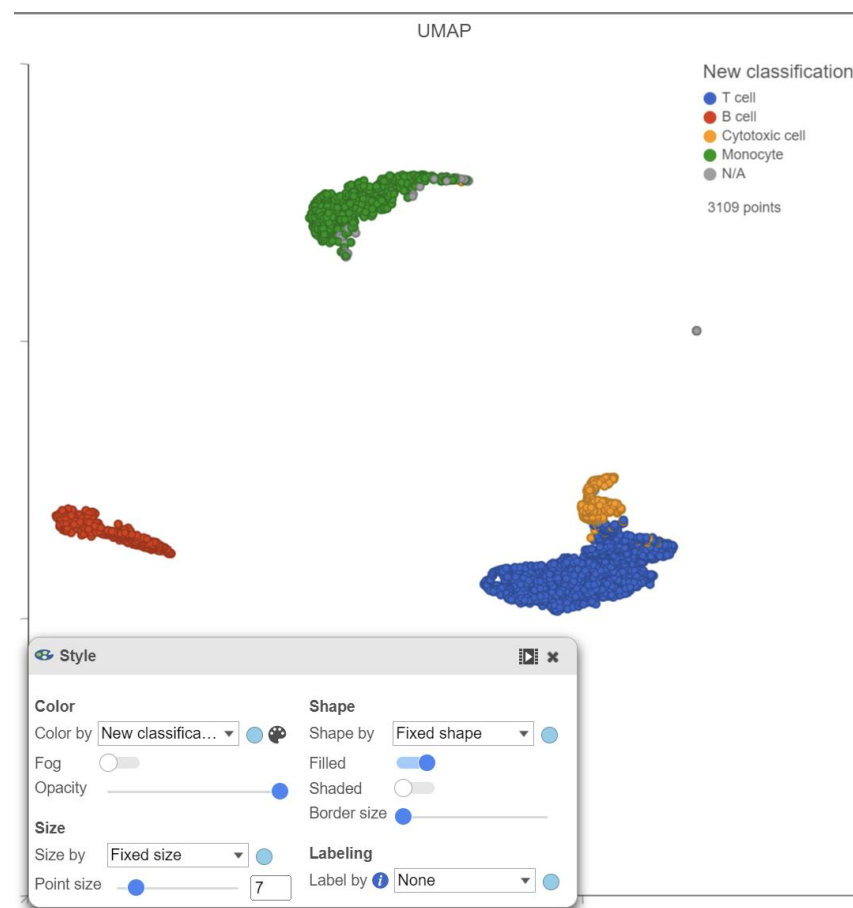 UMAP
New classification
T cell
B cell
Cytotoxic cell
Monocyte
N/A
3109 points
Style
Color
Color by New classifica...
Fog
Opacity
Size
Size by Fixed size
Point size 7
Shape
Shape by Fixed shape
Filled
Shaded
Border size
Labeling
Label by i None